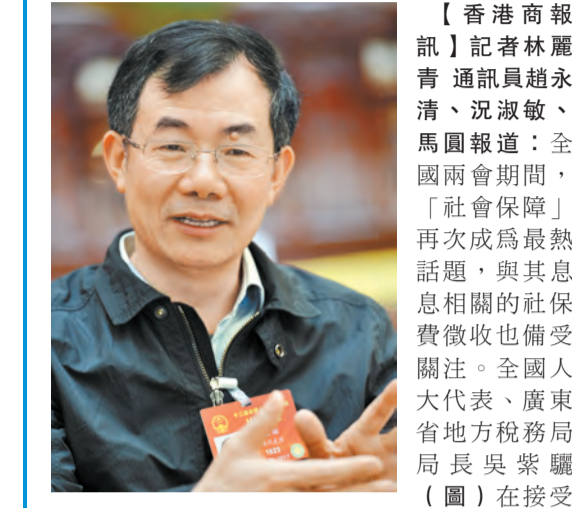 【香港商報
訊】記者林麗
青 通訊員趙永
清、況淑敏、
馬圓報道：全
國兩會期間，
「社會保障」
再次成爲最熱
話題，與其息
息相關的社保
費徵收也備受
關注。全國人
大代表、廣東
省地方稅務局
局長吳紫驪
（圖）在接受